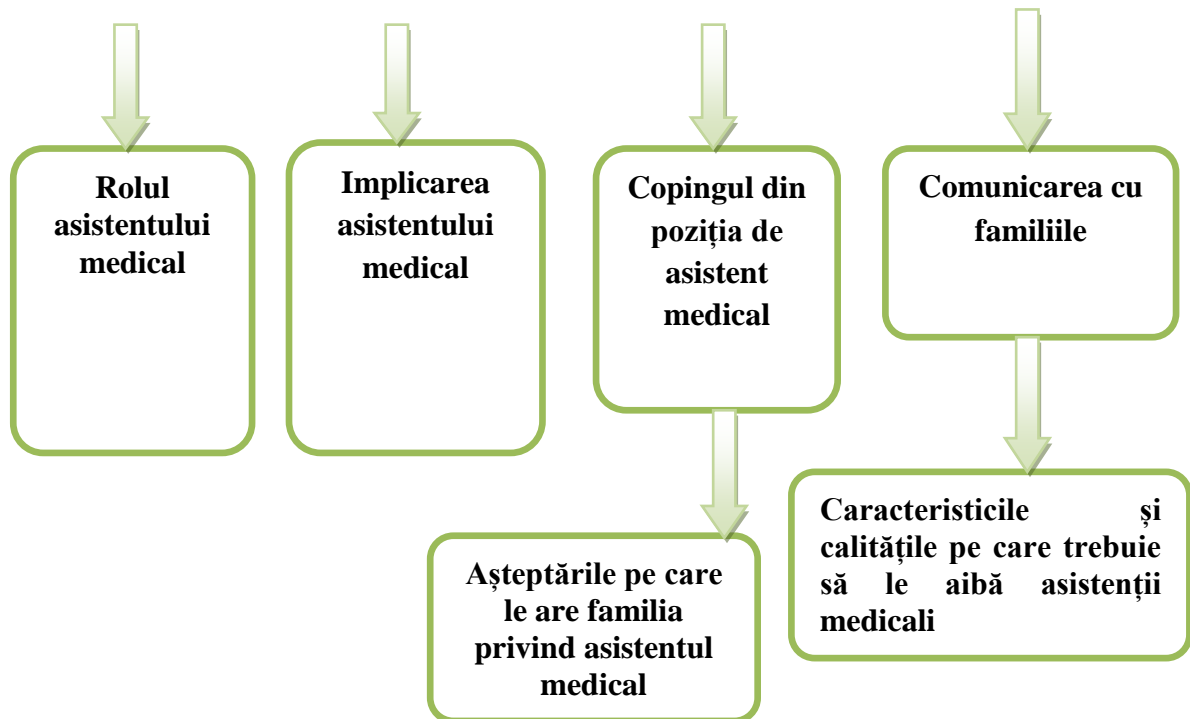 Rolul
asistentului
medical
Implicarea
asistentului
medical
Copingul din
poziția de
asistent
medical
Comunicarea cu
familiile
Așteptările pe care
le are familia
privind asistentul
medical
Caracteristicile și
calitățile pe care trebuie
să le aibă asistenții
medicali